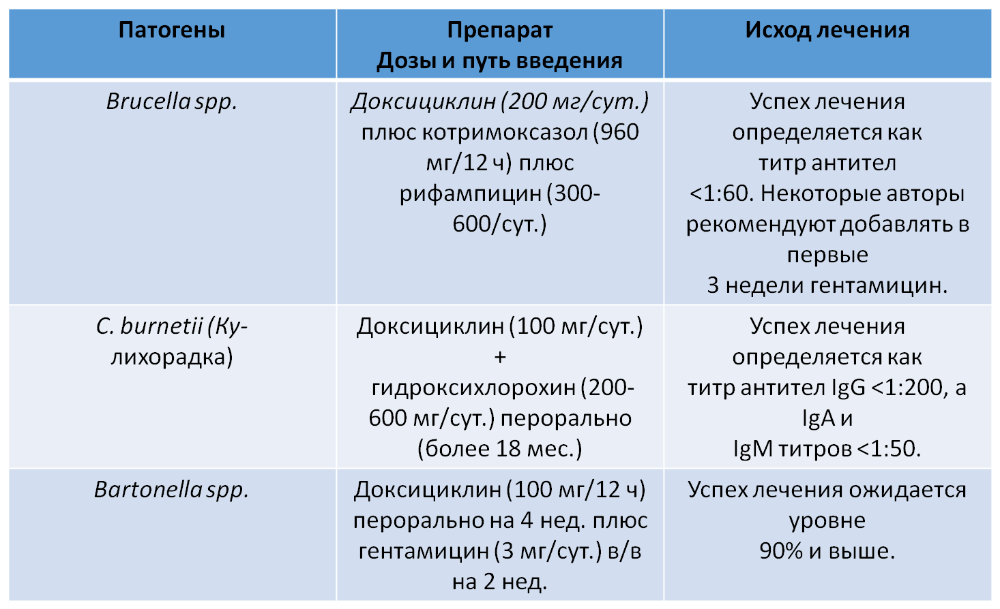 Патогены
Препарат
Дозы и путь введения
Исход лечения
Brucella spp.
Доксициклин (200 мг/сут.)
плюс котримоксазол (960
мг/12 ч) плюс
рифампицин (300-
600/сут.)
Успех лечения
определяется как
титр антител
<1:60. Некоторые авторы
рекомендуют добавлять в
первые
3 недели гентамицин.
C. burnetii (Ку-
лихорадка)
Доксициклин (100 мг/сут.)
+
гидроксихлорохин (200-
600 мг/сут.) перорально
(более 18 мес.)
Успех лечения
определяется как
титр антител IgG <1:200, а
IgA и
IgM титров <1:50.
Bartonella spp.
Доксициклин (100 мг/12 ч)
перорально на 4 нед. плюс
гентамицин (3 мг/сут.) в/в
на 2 нед.
Успех лечения ожидается
уровне
90% и выше.